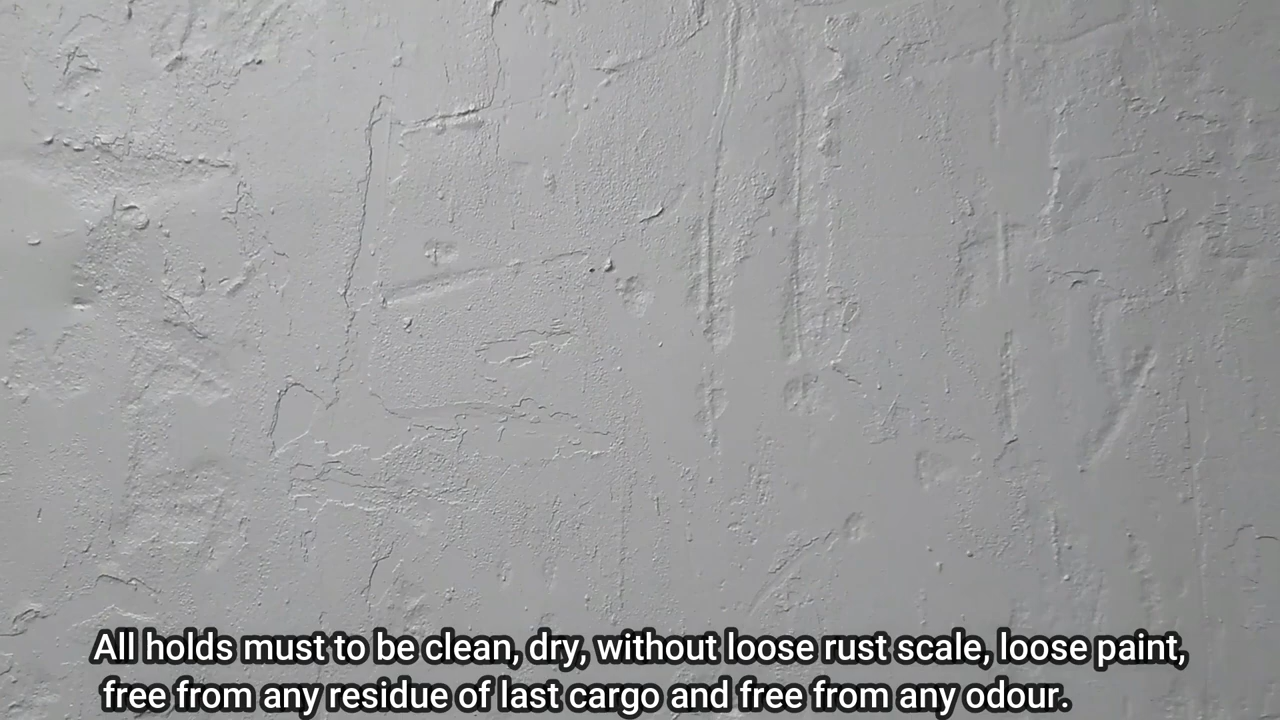 All holds must to be clean, dry, without loose rust scale, loose paint,
free from any residue of last cargo and free from any odour.